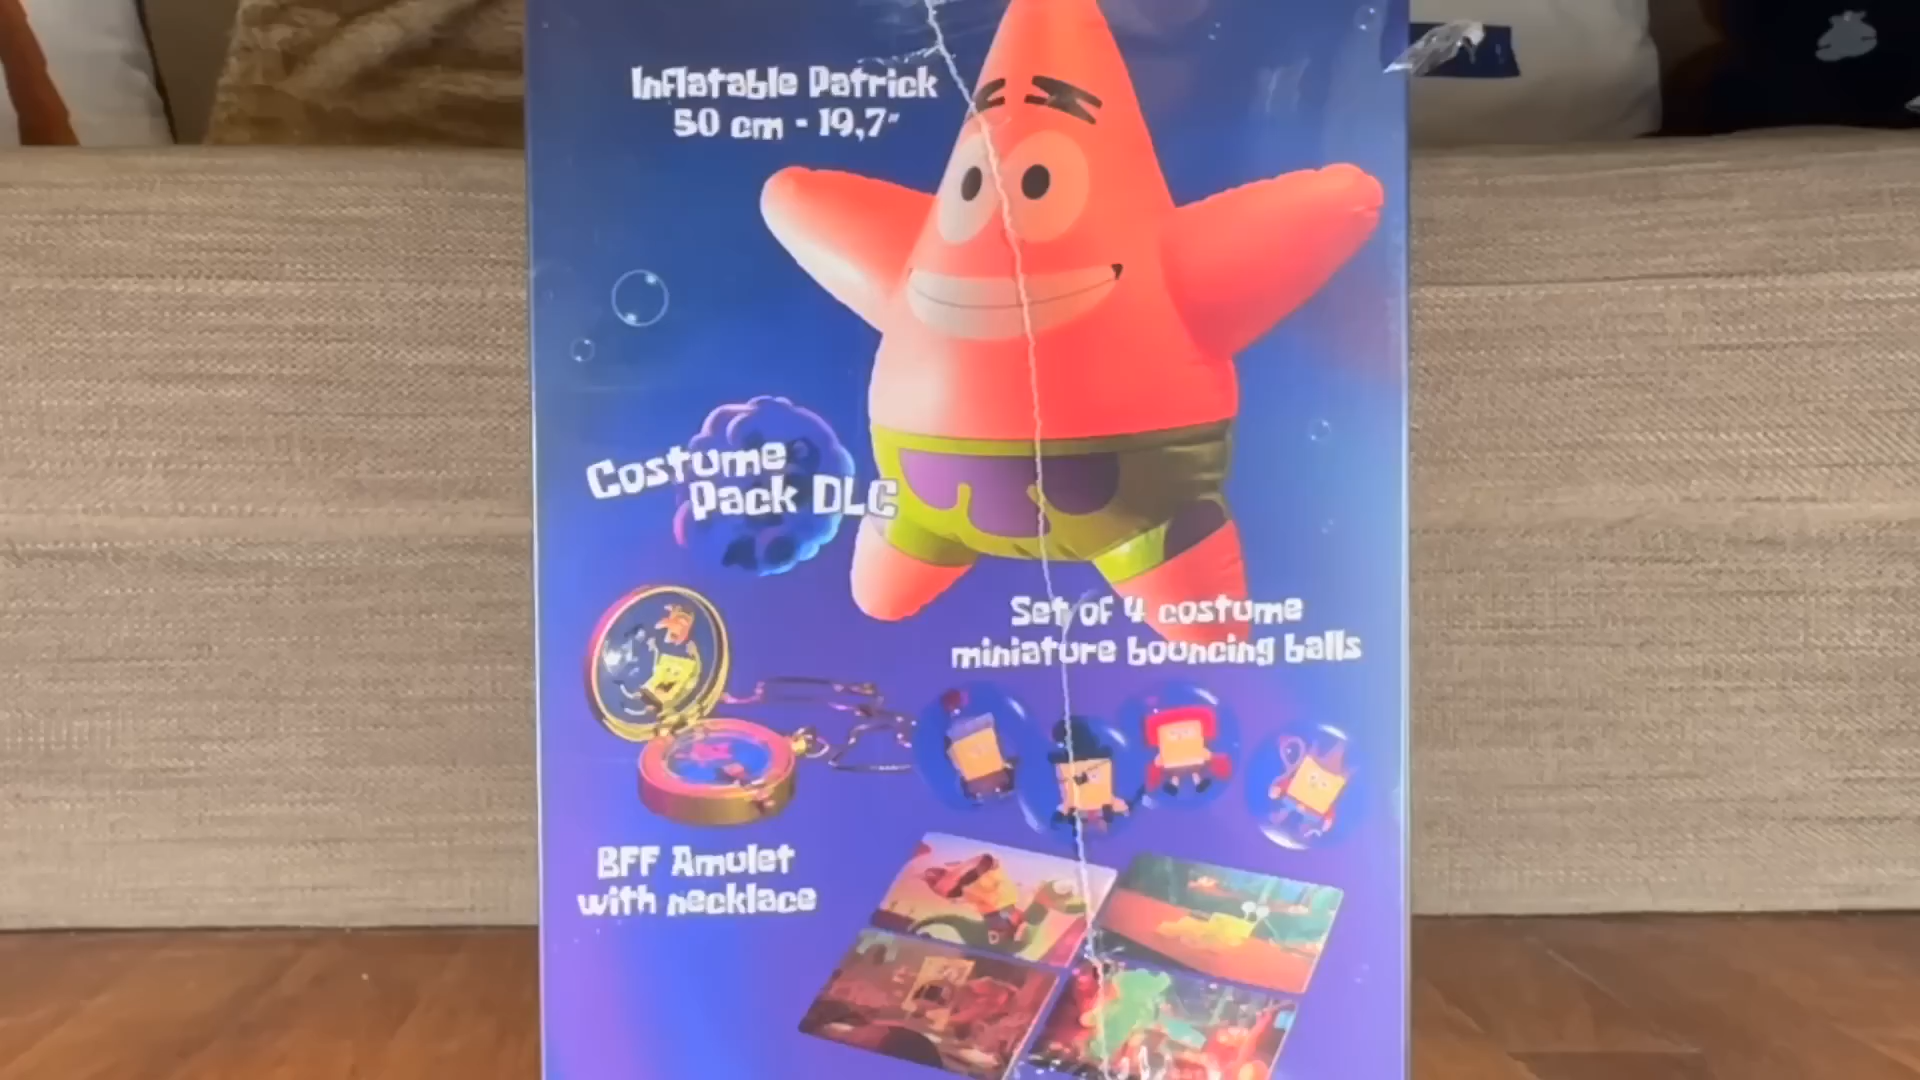 Inflatable Patrick
50 cm - 19,7"
Costume
Pack DLC
Set of 4 costume
miniature bouncing balls
BFF Amulet
with necklace